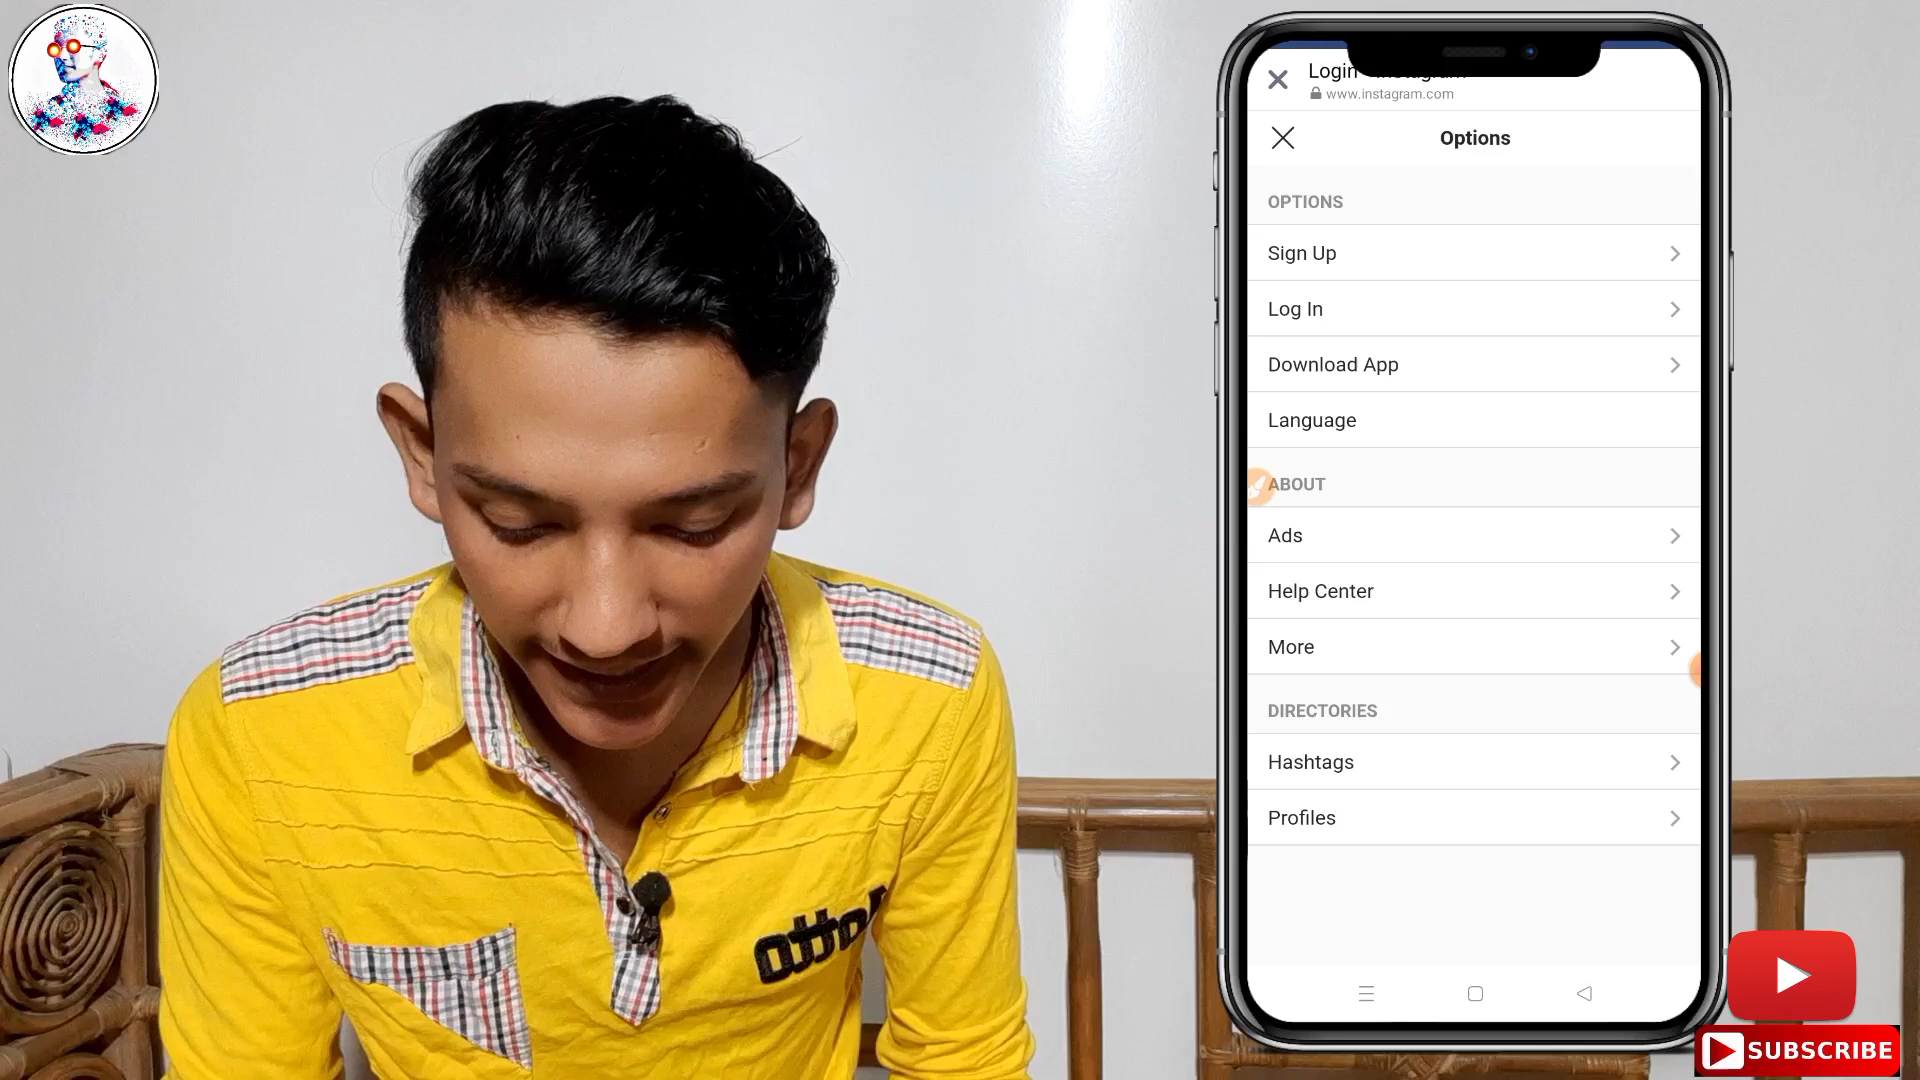 Login - Instagram
www.instagram.com
Options
OPTIONS
Sign Up
Log In
Download App
Language
ABOUT
Ads
Help Center
More
DIRECTORIES
Hashtags
Profiles
SUBSCRIBE